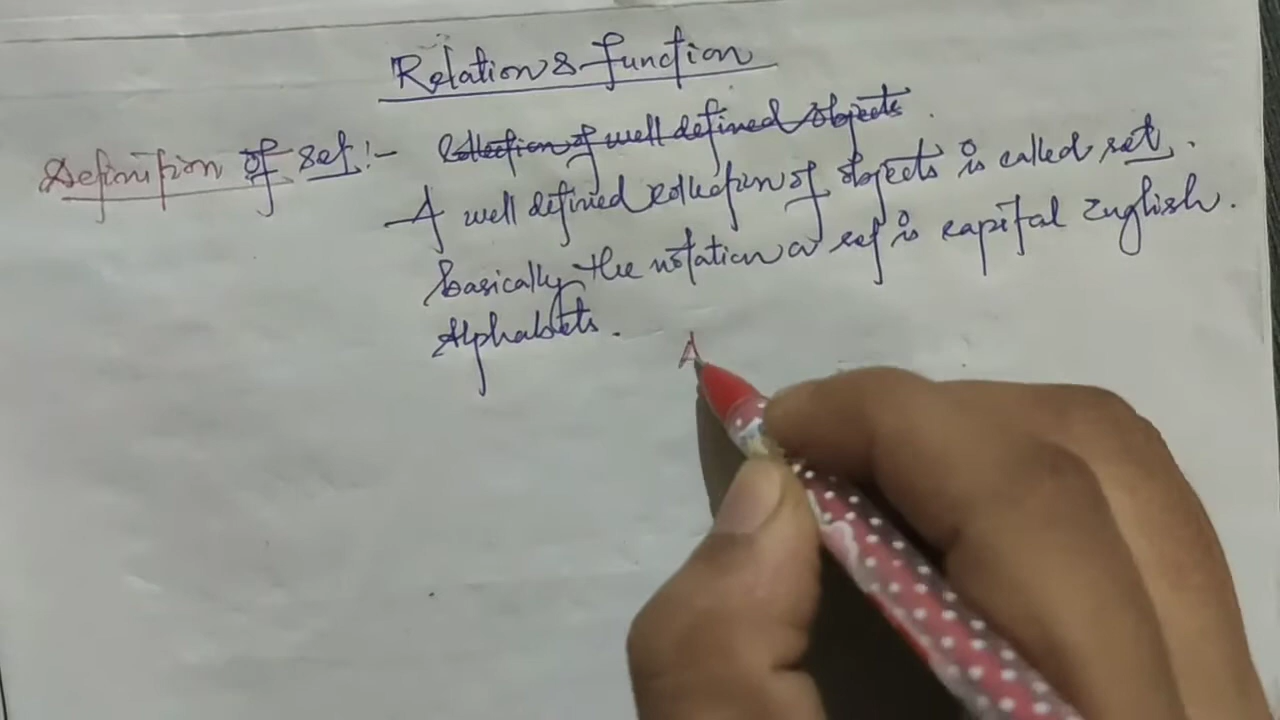 Relation & function
Definition of set :- Collection of well defined objects.
A well defined collection of objects is called set.
basically the notation a set is capital English.
Alphabets.
A